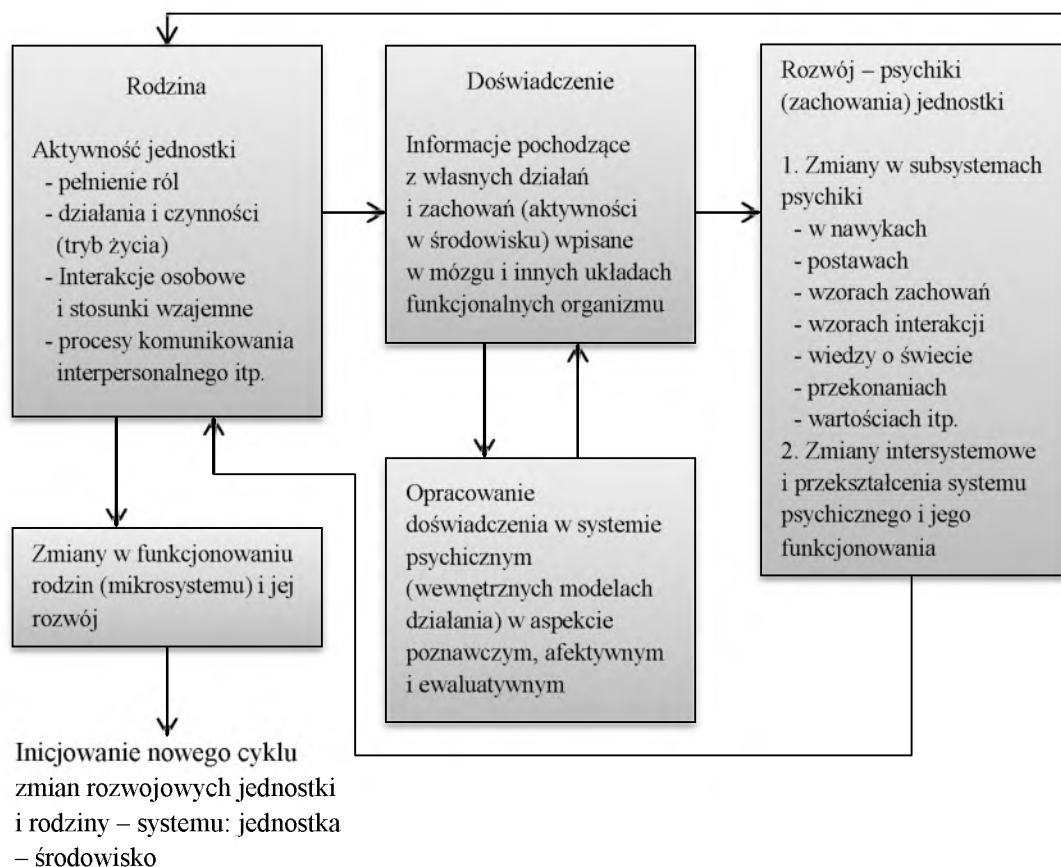 Rodzina
Aktywność jednostki
- pełnienie ról
- działania i czynności
(tryb życia)
- Interakcje osobowe
i stosunki wzajemne
- procesy komunikowania
interpersonalnego itp.
Doświadczenie
Informacje pochodzące
z własnych działań
i zachowań (aktywności
w środowisku) wpisane
w mózgu i innych układach
funkcjonalnych organizmu
Rozwój – psychiki
(zachowania) jednostki
1. Zmiany w subsystemach
psychiki
- w nawykach
- postawach
- wzorach zachowań
- wzorach interakcji
- wiedzy o świecie
- przekonaniach
- wartościach itp.
2. Zmiany intersystemowe
i przekształcenia systemu
psychicznego i jego
funkcjonowania
Opracowanie
doświadczenia w systemie
psychicznym
(wewnętrznych modelach
działania) w aspekcie
poznawczym, afektywnym
i ewaluatywnym
Zmiany w funkcjonowaniu
rodzin (mikrosystemu) i jej
rozwój
Inicjowanie nowego cyklu
zmian rozwojowych jednostki
i rodziny – systemu: jednostka
– środowisko